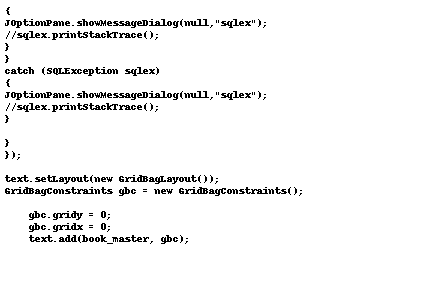 {
JOptionPane.showMessageDialog(null,"sqlex");
//sqlex.printStackTrace();
}
}
catch (SQLException sqlex)
{
JOptionPane.showMessageDialog(null,"sqlex");
//sqlex.printStackTrace();
}
}
});
text.setLayout(new GridBagLayout());
GridBagConstraints gbc = new GridBagConstraints();
gbc.gridy = 0;
gbc.gridx = 0;
text.add(book_master, gbc);